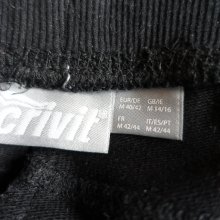 crivit
EUR/DE GB/IE
M 40/42 M 14/16
FR IT/ES/PT
M 42/44 M 42/44